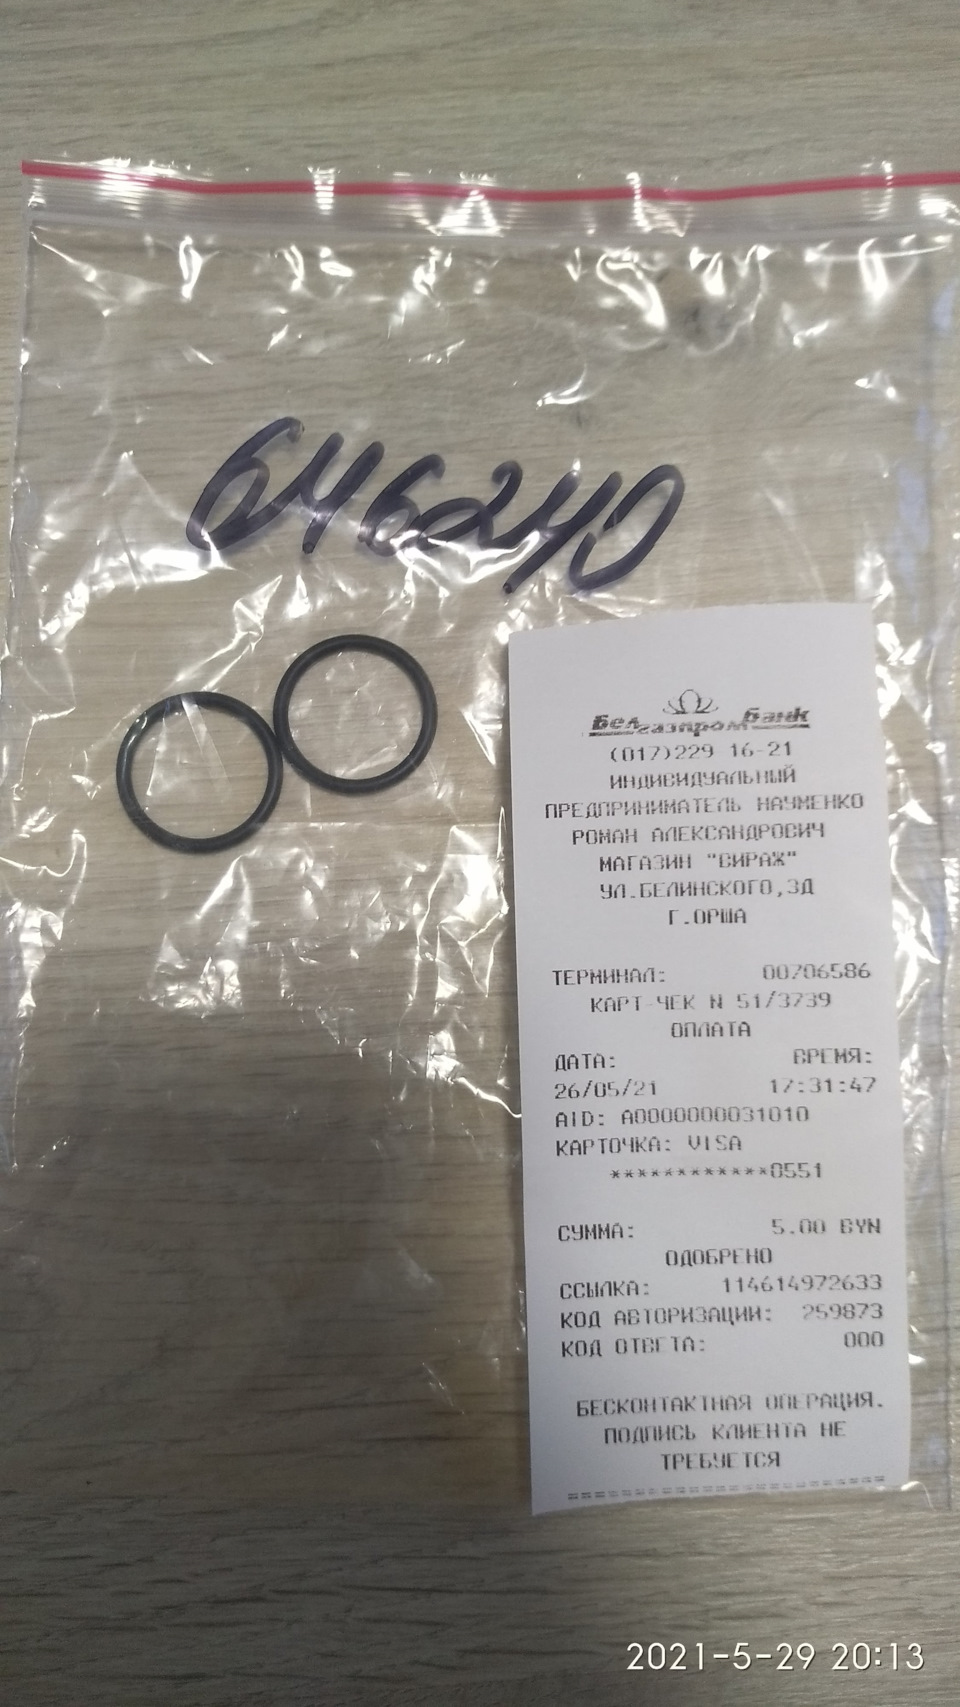 646240
Белгазпромбанк
(017)229 16-21
ИНДИВИДУАЛЬНЫЙ
ПРЕДПРИНИМАТЕЛЬ НАУМЕНКО
РОМАН АЛЕКСАНДРОВИЧ
МАГАЗИН "ВИРАЖ"
УЛ.БЕЛИНСКОГО,3Д
Г.ОРША
ТЕРМИНАЛ: 00706586
КАРТ-ЧЕК N 51/3739
ОПЛАТА
ДАТА: ВРЕМЯ:
26/05/21 17:31:47
AID: A0000000031010
КАРТОЧКА: VISA
************0551
СУММА: 5.00 BYN
ОДОБРЕНО
ССЫЛКА: 114614972633
КОД АВТОРИЗАЦИИ: 259873
КОД ОТВЕТА: 000
БЕСКОНТАКТНАЯ ОПЕРАЦИЯ.
ПОДПИСЬ КЛИЕНТА НЕ
ТРЕБУЕТСЯ
2021-5-29 20:13